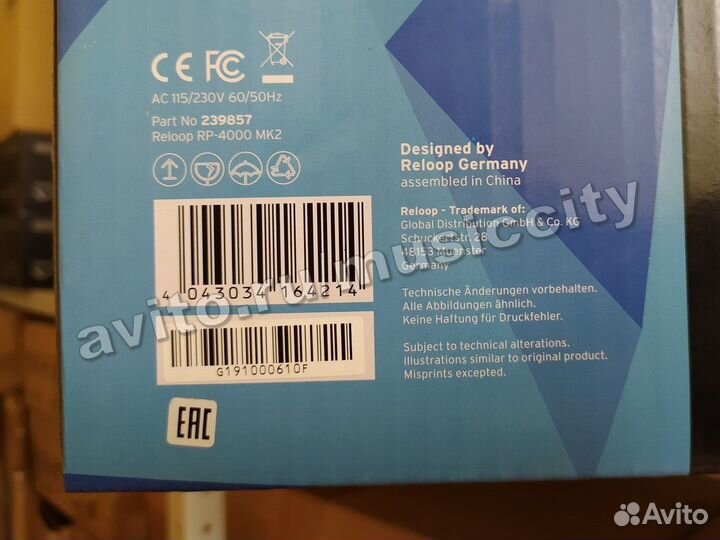 CE FC
AC 115/230V 60/50Hz
Part No 239857
Reloop RP-4000 MK2
4 043034 164214
G191000610F
EAC
Designed by
Reloop Germany
assembled in China
Reloop - Trademark of:
Global Distribution GmbH & Co. KG
Schuckertstr. 28
48153 Muenster
Germany
Technische Änderungen vorbehalten.
Alle Abbildungen ähnlich.
Keine Haftung für Druckfehler.
Subject to technical alterations.
Illustrations similar to original product.
Misprints excepted.
avito.ru.musiccity
Avito